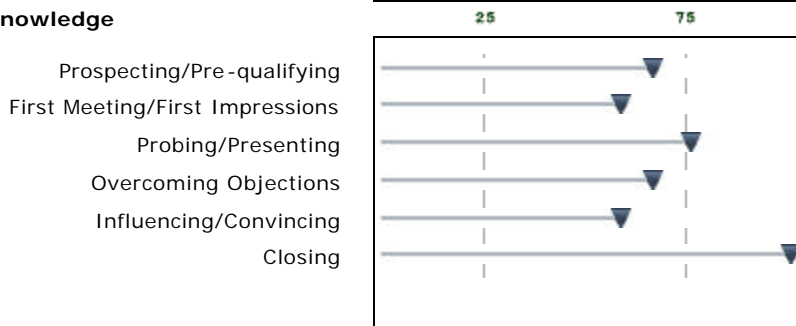 nowledge 25 75
Prospecting/Pre-qualifying
First Meeting/First Impressions
Probing/Presenting
Overcoming Objections
Influencing/Convincing
Closing